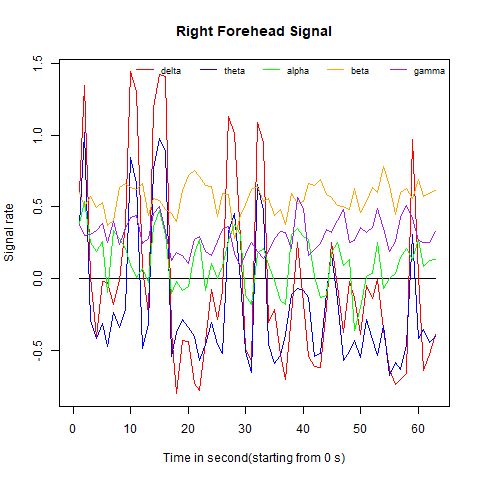 Right Forehead Signal
delta theta alpha beta gamma
Signal rate
1.5
1.0
0.5
0.0
-0.5
0 10 20 30 40 50 60
Time in second(starting from 0 s)